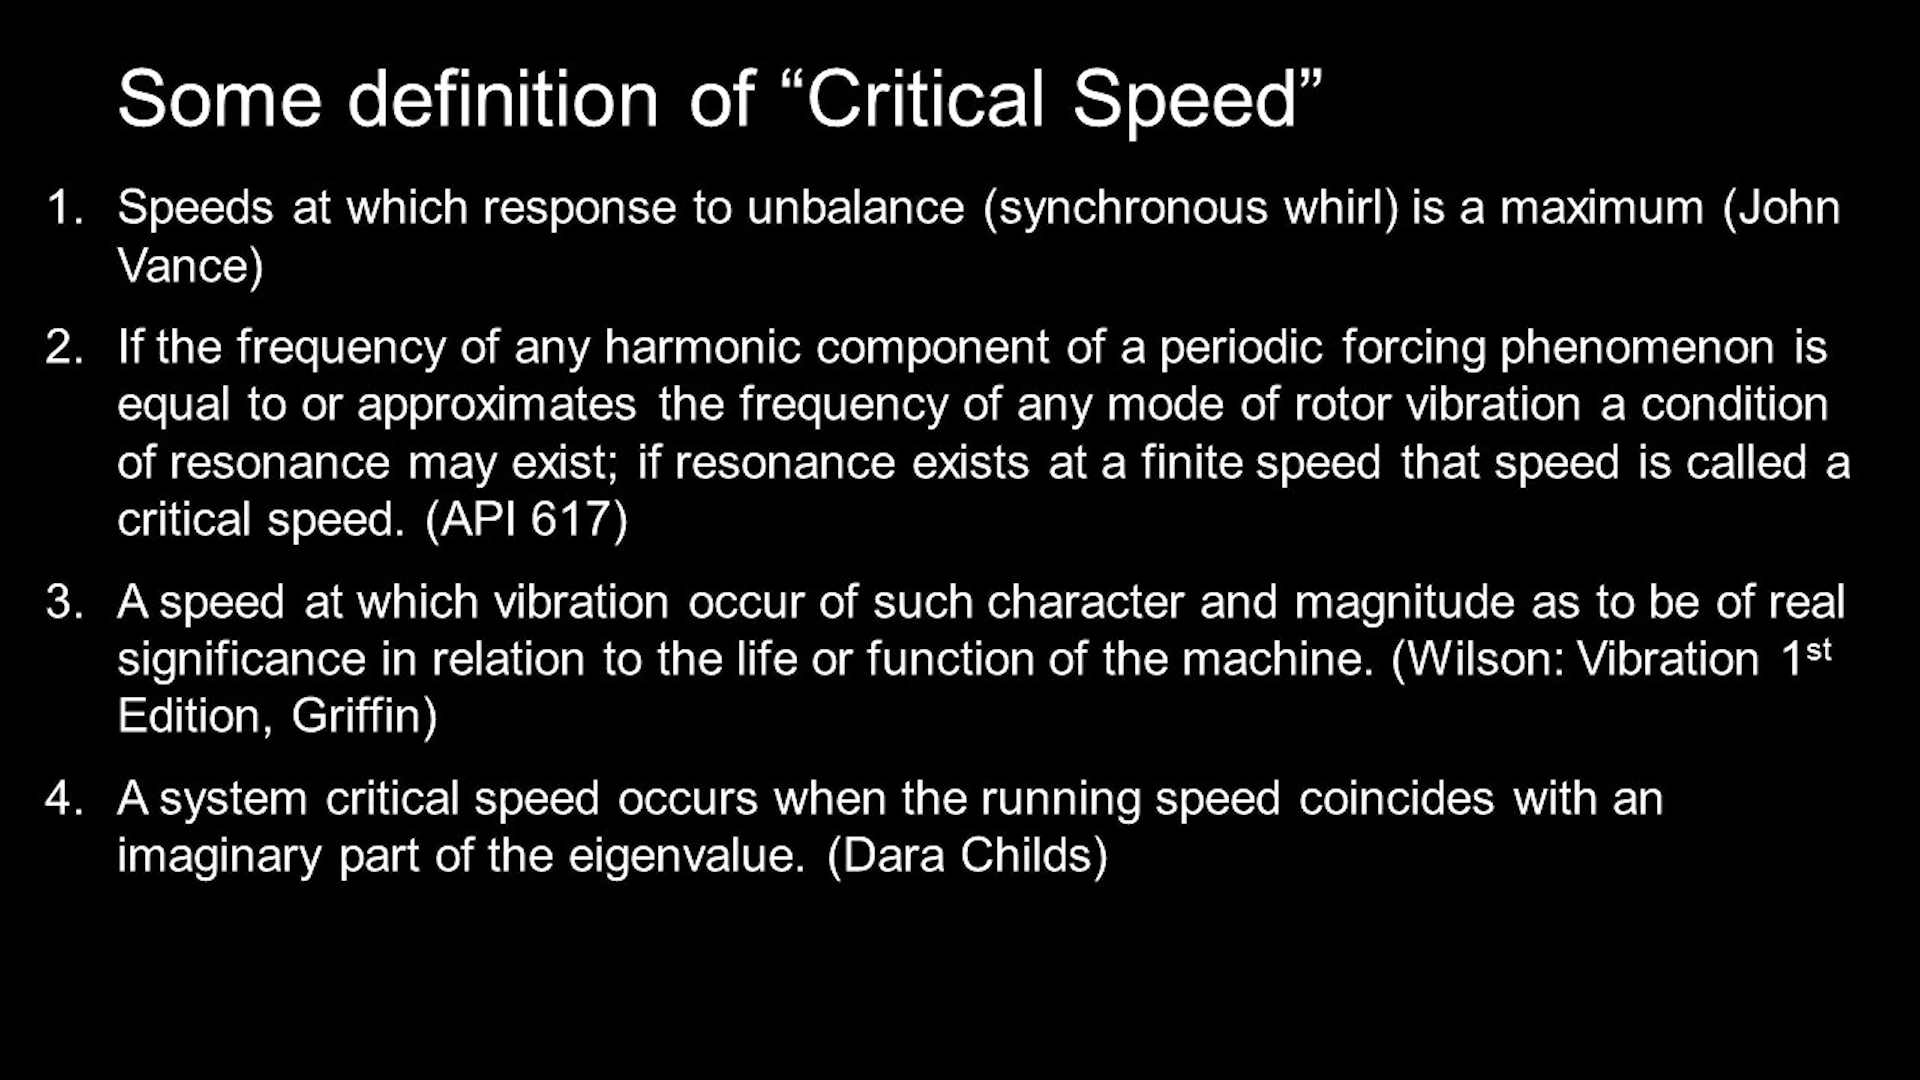 Some definition of “Critical Speed”
1. Speeds at which response to unbalance (synchronous whirl) is a maximum (John
Vance)
2. If the frequency of any harmonic component of a periodic forcing phenomenon is
equal to or approximates the frequency of any mode of rotor vibration a condition
of resonance may exist; if resonance exists at a finite speed that speed is called a
critical speed. (API 617)
3. A speed at which vibration occur of such character and magnitude as to be of real
significance in relation to the life or function of the machine. (Wilson: Vibration 1st
Edition, Griffin)
4. A system critical speed occurs when the running speed coincides with an
imaginary part of the eigenvalue. (Dara Childs)